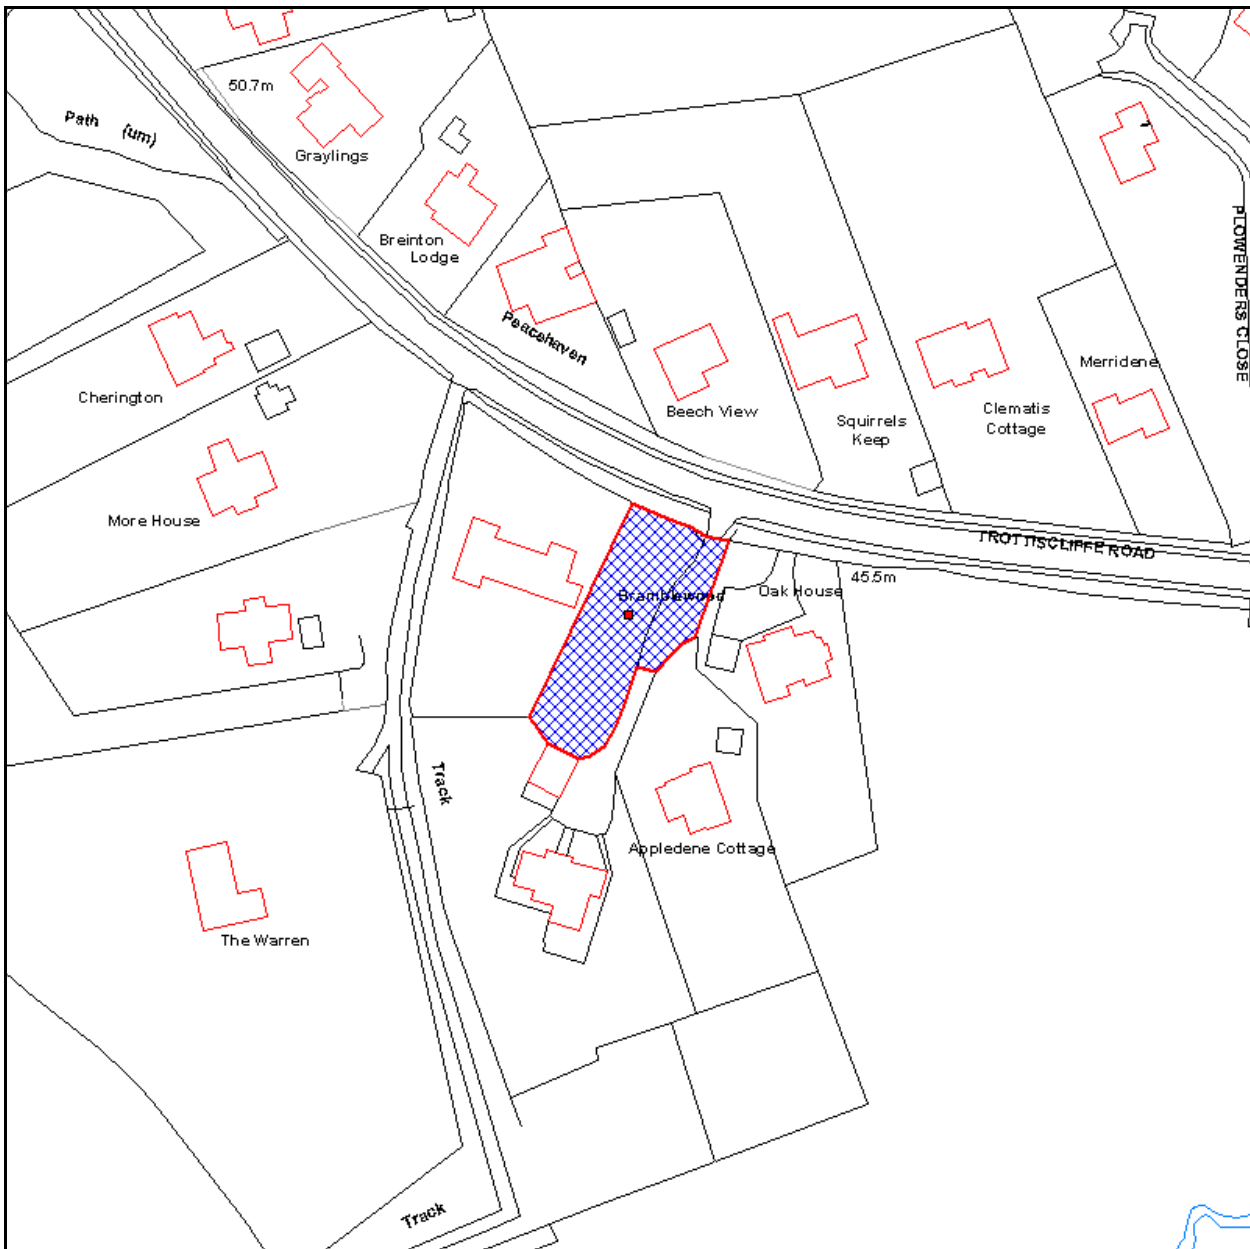 50.7m
Path (um)
Graylings
PLOWENDERS CLOSE
Breinton
Lodge
Peacehaven
Merridene
Cherington
Beech View
Squirrels
Keep
Clematis
Cottage
More House
TROTTISCLIFFE ROAD
45.5m
Oak House
Bramblewood
Track
Appledene Cottage
The Warren
Track